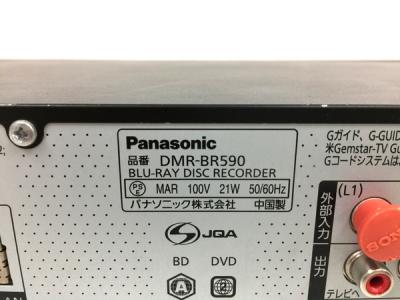 Panasonic
品番 DMR-BR590
BLU-RAY DISC RECORDER
PSE MAR 100V 21W 50/60Hz
パナソニック株式会社 中国製
JQA
BD DVD
A
Gガイド、G-GUID
米Gemstar-TV Gu
Gコードシステムは
(L1)
外部入力
SON
出力
テレビへ